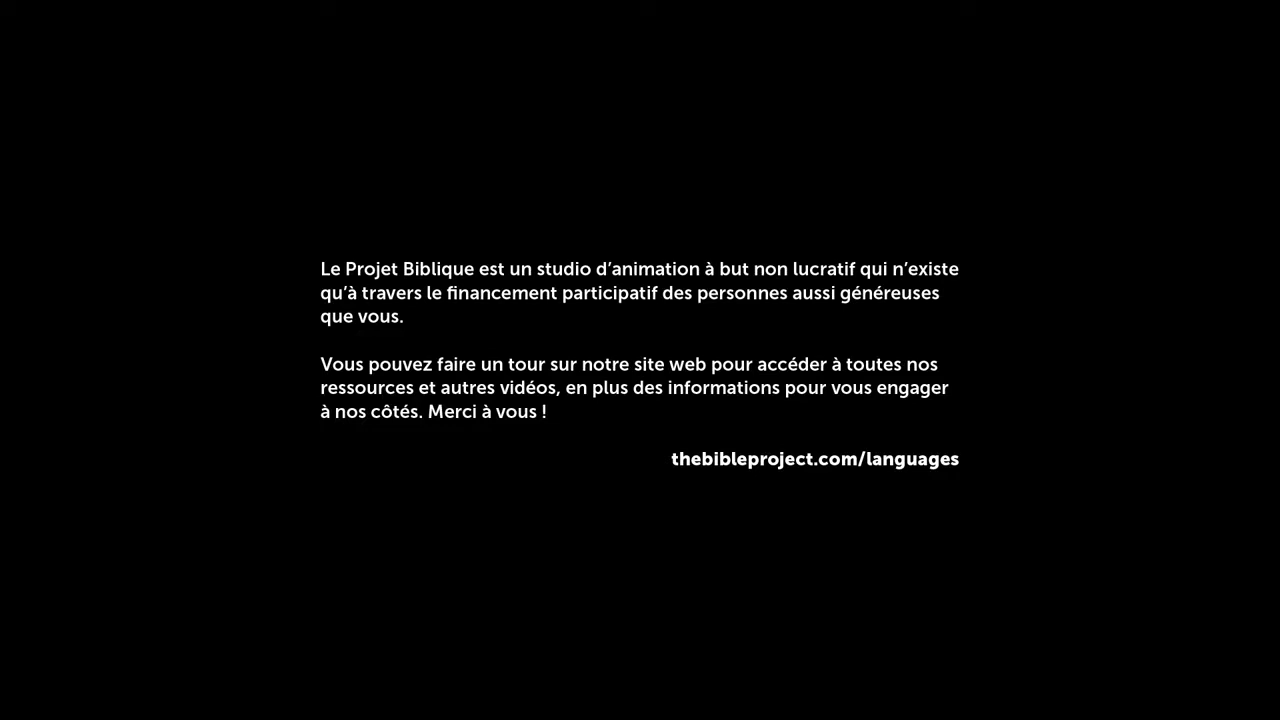 Le Projet Biblique est un studio d’animation à but non lucratif qui n’existe
qu’à travers le financement participatif des personnes aussi généreuses
que vous.
Vous pouvez faire un tour sur notre site web pour accéder à toutes nos
ressources et autres vidéos, en plus des informations pour vous engager
à nos côtés. Merci à vous !
thebibleproject.com/languages